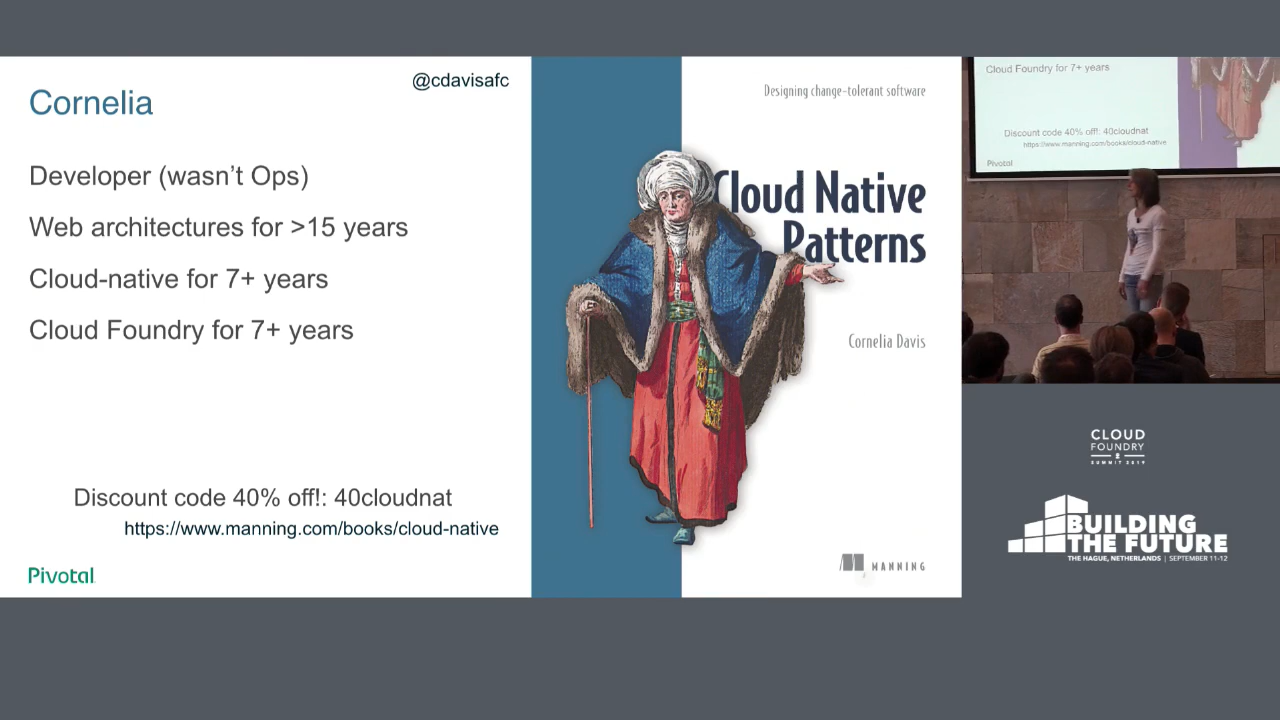 @cdavisafc
Cornelia
Developer (wasn't Ops)
Web architectures for >15 years
Cloud-native for 7+ years
Cloud Foundry for 7+ years
Discount code 40% off!: 40cloudnat
https://www.manning.com/books/cloud-native
Pivotal
Designing change-tolerant software
Cloud Native
Patterns
Cornelia Davis
MANNING
Cloud Foundry for 7+ years
Discount code 40% off!: 40cloudnat
https://www.manning.com/books/cloud-native
Pivotal
CLOUD
FOUNDRY
SUMMIT 2019
BUILDING
THE FUTURE
THE HAGUE, NETHERLANDS | SEPTEMBER 11-12